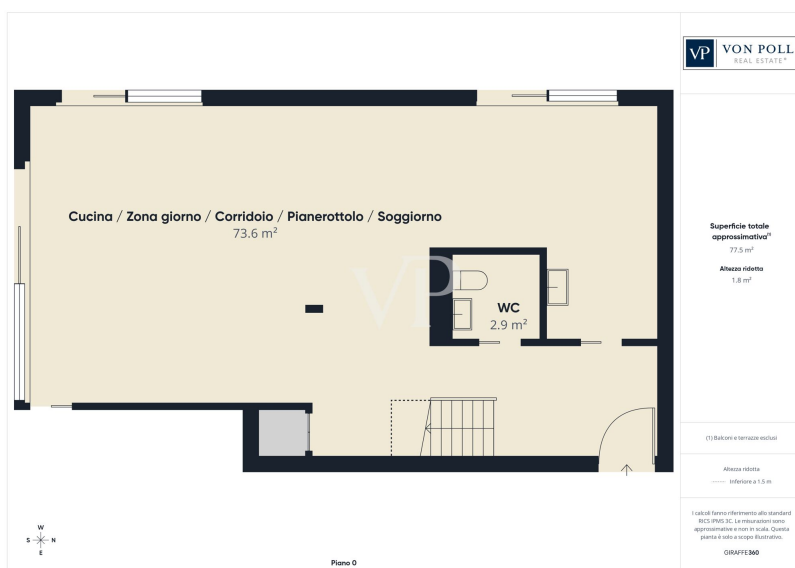 VP VON POLL
REAL ESTATE®
Cucina / Zona giorno / Corridoio / Pianerottolo / Soggiorno
73.6 m²
VP
WC
2.9 m²
Superficie totale
approssimativa⁽¹⁾
77.5 m²
Altezza ridotta
1.8 m²
(1) Balconi e terrazze esclusi
Altezza ridotta
Inferiore a 1.5 m
I calcoli fanno riferimento allo standard
RICS IPMS 3C. Le misurazioni sono
approssimative e non in scala. Questa
pianta è solo a scopo illustrativo.
GIRAFFE360
W
S N
E
Piano 0